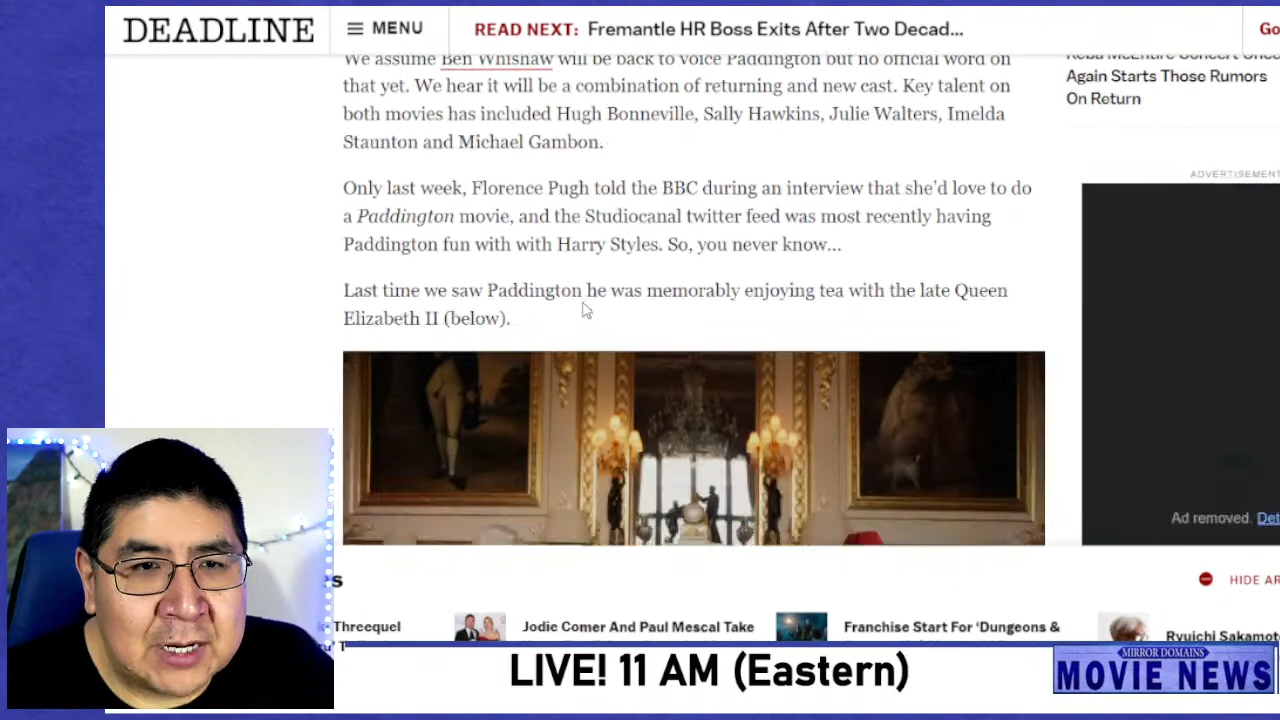 DEADLINE
MENU
READ NEXT: Fremantle HR Boss Exits After Two Decad...
Go
We assume Ben Whishaw will be back to voice Paddington but no official word on
that yet. We hear it will be a combination of returning and new cast. Key talent on
both movies has included Hugh Bonneville, Sally Hawkins, Julie Walters, Imelda
Staunton and Michael Gambon.
Only last week, Florence Pugh told the BBC during an interview that she'd love to do
a Paddington movie, and the Studiocanal twitter feed was most recently having
Paddington fun with with Harry Styles. So, you never know...
Last time we saw Paddington he was memorably enjoying tea with the late Queen
Elizabeth II (below).
Reba McEntire Concert Once
Again Starts Those Rumors
On Return
ADVERTISEMENT
Ad removed. Det
HIDE AR
Threequel
Jodie Comer And Paul Mescal Take
Franchise Start For 'Dungeons &
Ryuichi Sakamoto
LIVE! 11 AM (Eastern)
MIRROR DOMAINS
MOVIE NEWS